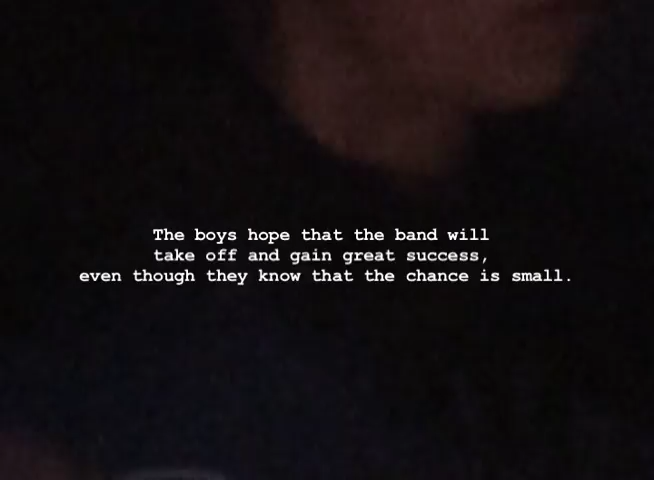 The boys hope that the band will
take off and gain great success,
even though they know that the chance is small.